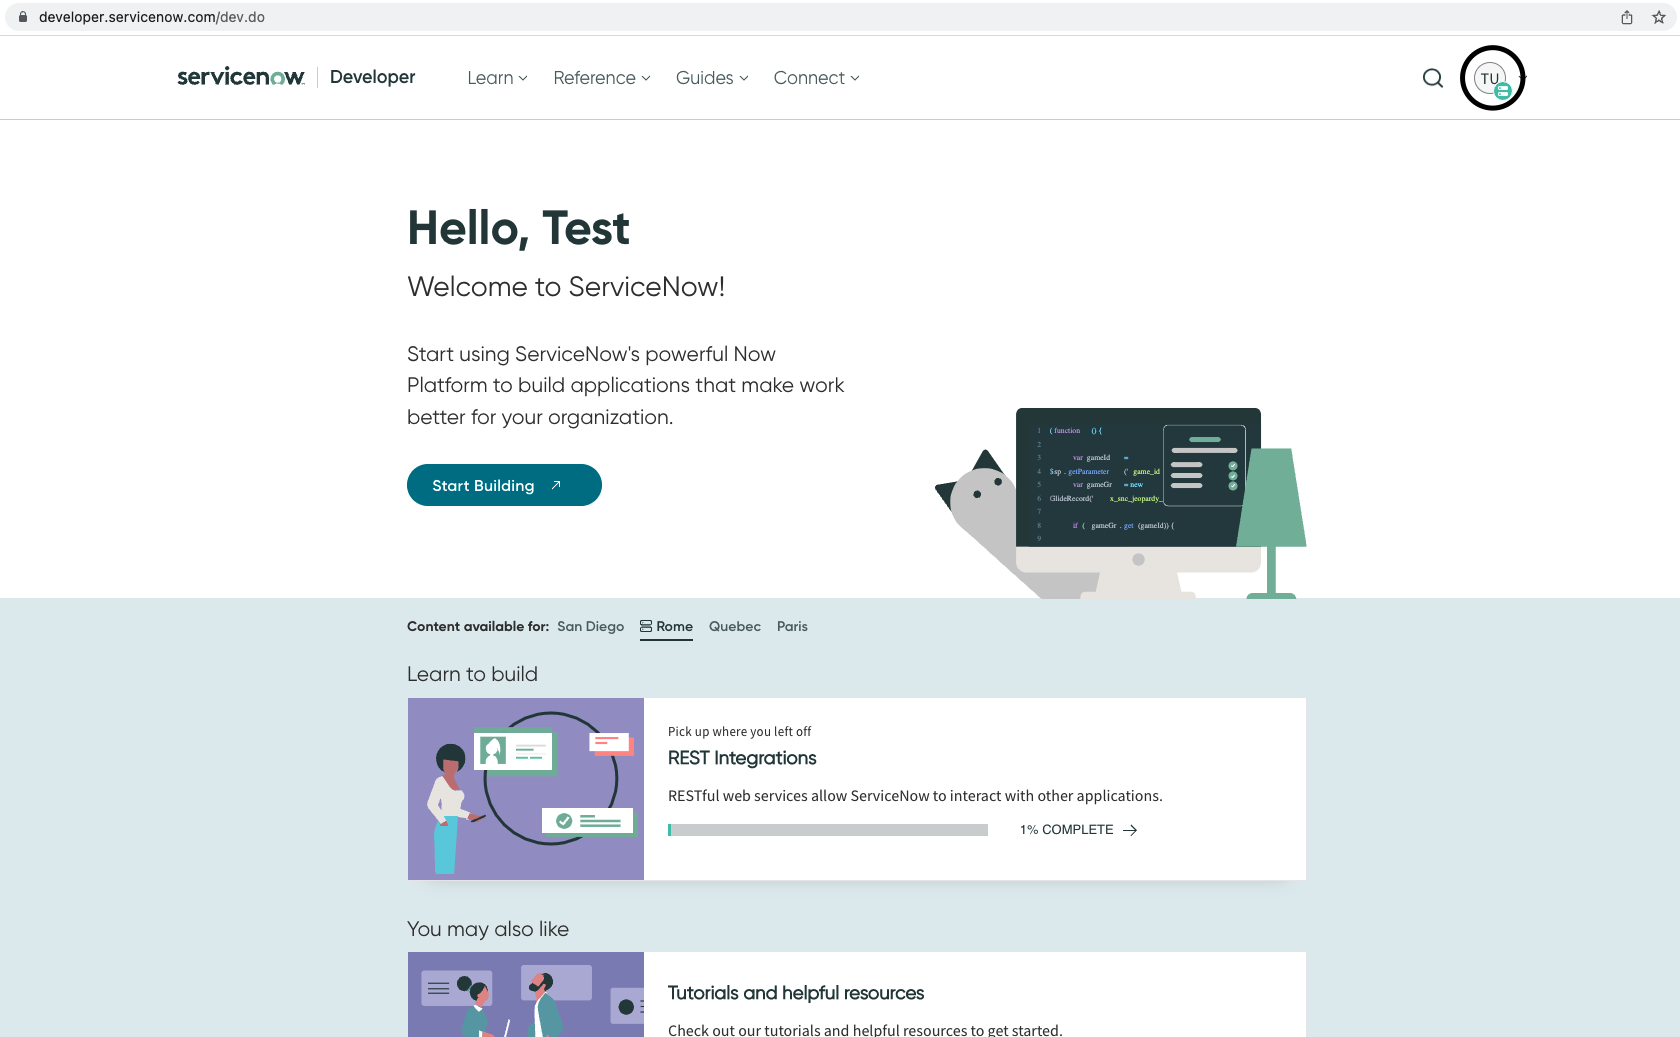 developer.servicenow.com/dev.do
servicenow Developer Learn Reference Guides Connect TU
Hello, Test
Welcome to ServiceNow!
Start using ServiceNow's powerful Now
Platform to build applications that make work
better for your organization.
Start Building
1 ( function () {
2
3 var gameId =
4 $sp . getParameter (' game_id
5 var gameGr = new
6 GlideRecord(' x_snc_jeopardy_
7
8 if ( gameGr . get (gameId)) {
9
Content available for: San Diego Rome Quebec Paris
Learn to build
Pick up where you left off
REST Integrations
RESTful web services allow ServiceNow to interact with other applications.
1% COMPLETE
You may also like
Tutorials and helpful resources
Check out our tutorials and helpful resources to get started.